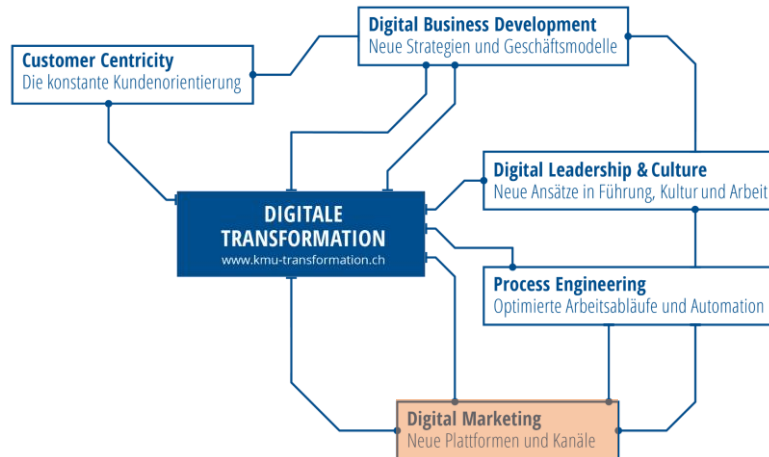 Digital Business Development
Neue Strategien und Geschäftsmodelle
Customer Centricity
Die konstante Kundenorientierung
Digital Leadership & Culture
Neue Ansätze in Führung, Kultur und Arbeit
DIGITALE
TRANSFORMATION
www.kmu-transformation.ch
Process Engineering
Optimierte Arbeitsabläufe und Automation
Digital Marketing
Neue Plattformen und Kanäle